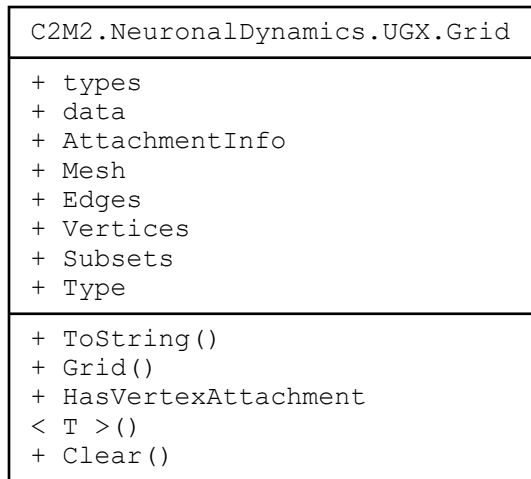 C2M2.NeuronalDynamics.UGX.Grid
+ types
+ data
+ AttachmentInfo
+ Mesh
+ Edges
+ Vertices
+ Subsets
+ Type
+ ToString()
+ Grid()
+ HasVertexAttachment
< T >()
+ Clear()